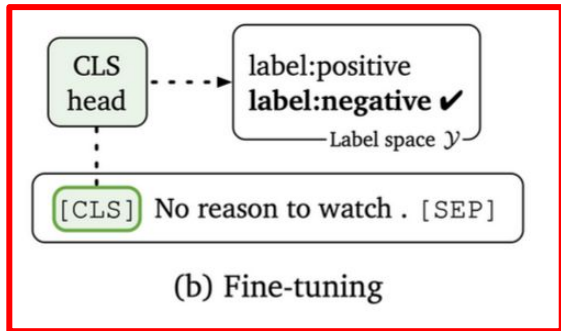 CLS
head
label:positive
label:negative ✔
Label space 𝒴
[CLS] No reason to watch . [SEP]
(b) Fine-tuning